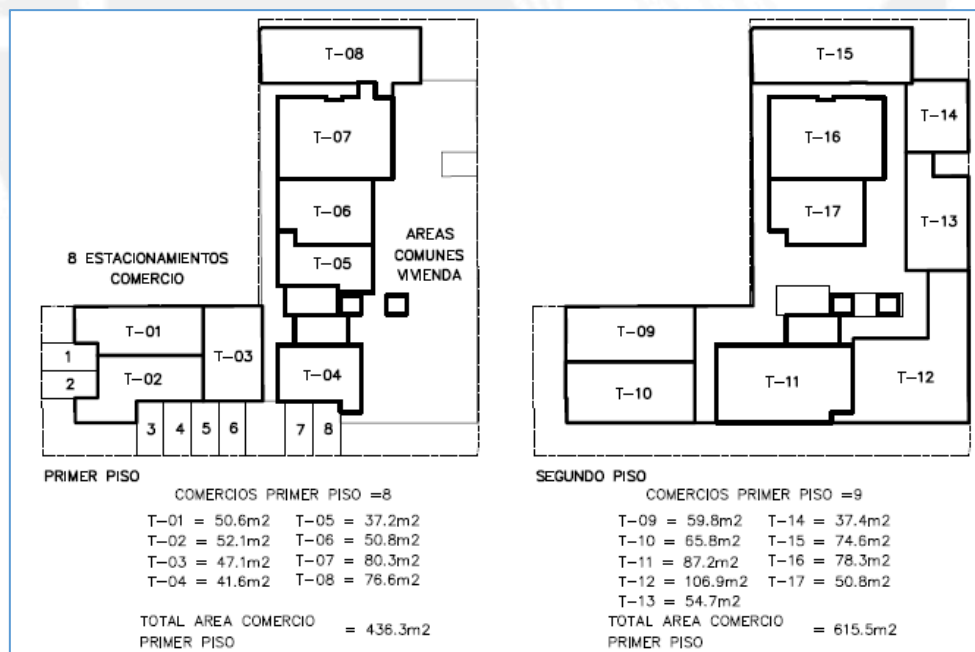 T-08
T-07
T-06
T-05
AREAS
COMUNES
VIVIENDA
8 ESTACIONAMIENTOS
COMERCIO
T-01
T-03
1
2
T-02
T-04
3 4 5 6 7 8
PRIMER PISO
COMERCIOS PRIMER PISO =8
T-01 = 50.6m2 T-05 = 37.2m2
T-02 = 52.1m2 T-06 = 50.8m2
T-03 = 47.1m2 T-07 = 80.3m2
T-04 = 41.6m2 T-08 = 76.6m2
TOTAL AREA COMERCIO
PRIMER PISO = 436.3m2
T-15
T-14
T-16
T-17
T-13
T-09
T-10
T-11
T-12
SEGUNDO PISO
COMERCIOS PRIMER PISO =9
T-09 = 59.8m2 T-14 = 37.4m2
T-10 = 65.8m2 T-15 = 74.6m2
T-11 = 87.2m2 T-16 = 78.3m2
T-12 = 106.9m2 T-17 = 50.8m2
T-13 = 54.7m2
TOTAL AREA COMERCIO
PRIMER PISO = 615.5m2